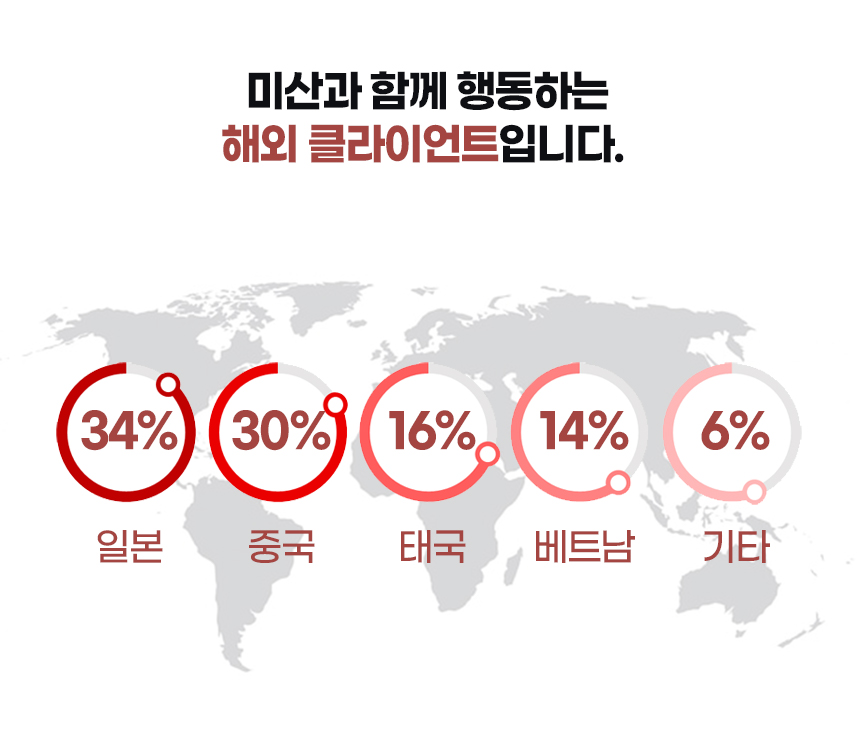 미산과 함께 행동하는
해외 클라이언트입니다.
34% 30% 16% 14% 6%
일본 중국 태국 베트남 기타